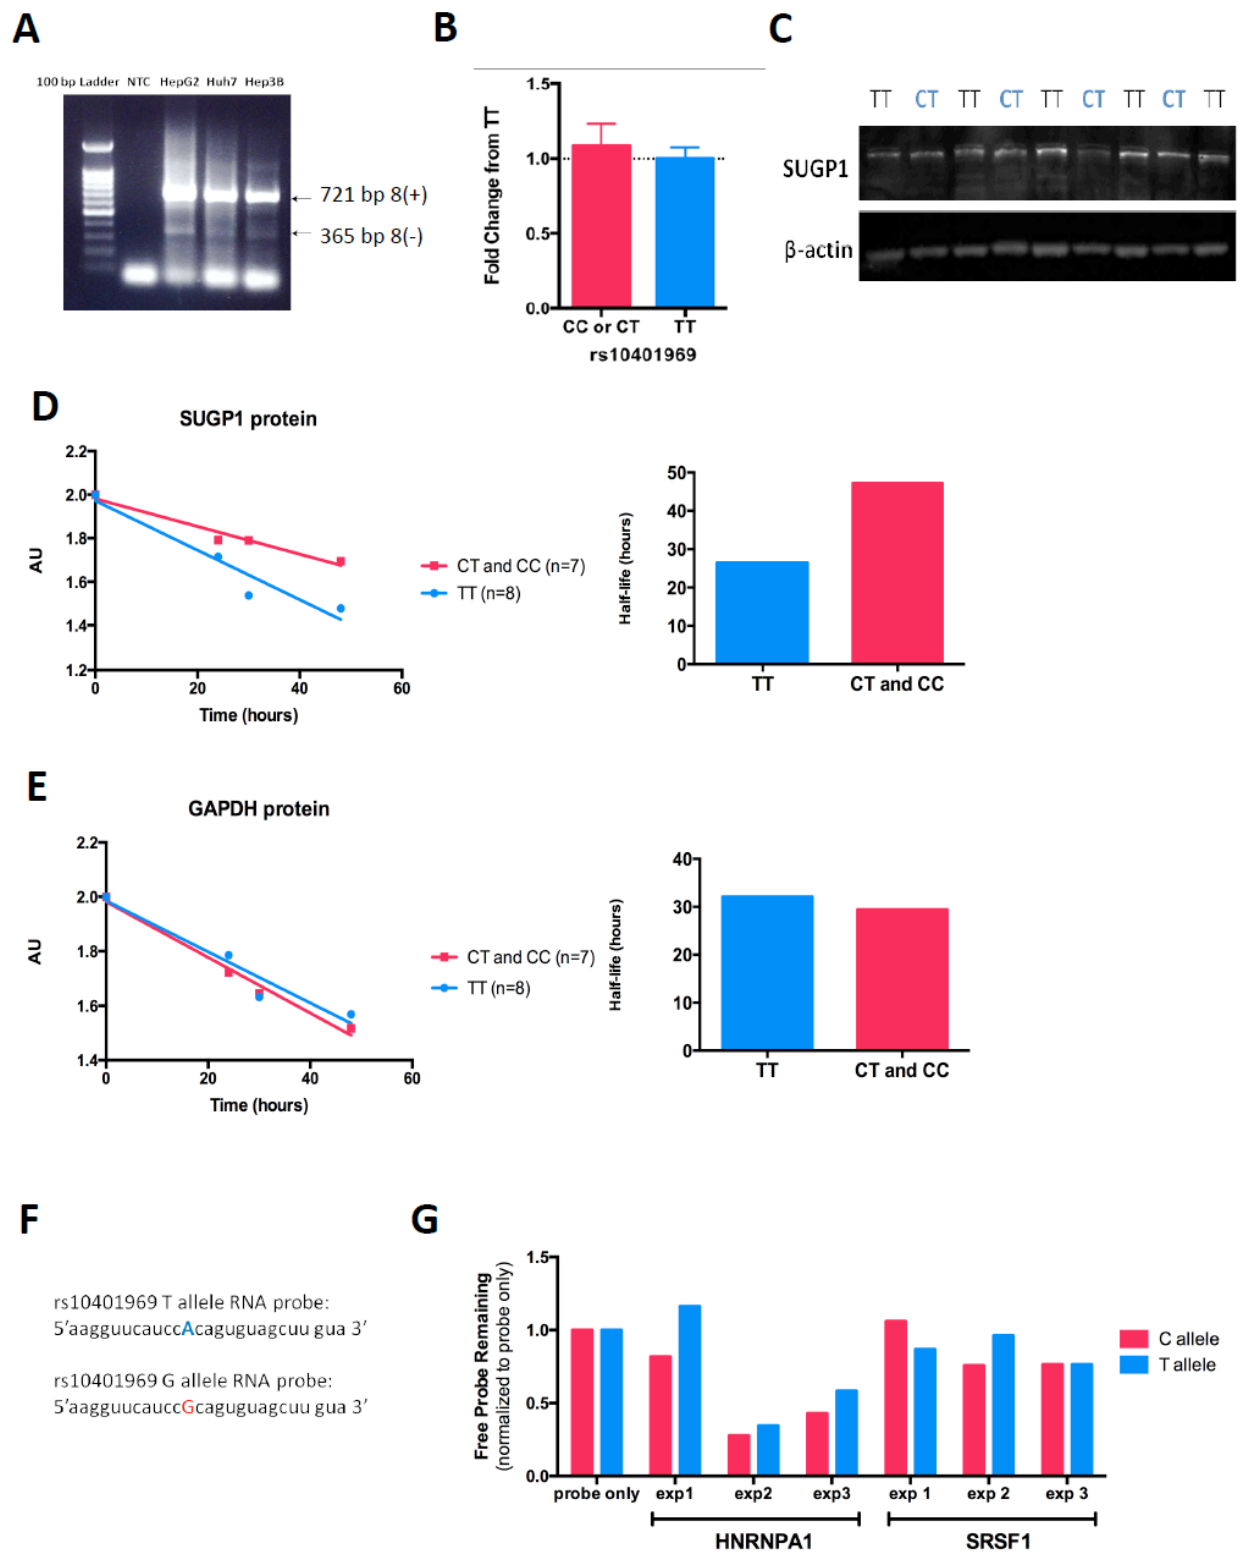 A
100 bp Ladder NTC HepG2 Huh7 Hep3B
721 bp 8(+)
365 bp 8(-)
B
Fold Change from TT
1.5
1.0
0.5
0.0
CC or CT TT
rs10401969
C
TT CT TT CT TT CT TT CT TT
SUGP1
β-actin
D
SUGP1 protein
AU
2.2
2.0
1.8
1.6
1.4
1.2
0 20 40 60
Time (hours)
CT and CC (n=7)
TT (n=8)
Half-life (hours)
50
40
30
20
10
0
TT CT and CC
E
GAPDH protein
AU
2.2
2.0
1.8
1.6
1.4
0 20 40 60
Time (hours)
CT and CC (n=7)
TT (n=8)
Half-life (hours)
40
30
20
10
0
TT CT and CC
F
rs10401969 T allele RNA probe:
5'aagguucauccAcaguguagcuu gua 3'
rs10401969 G allele RNA probe:
5'aagguucauccGcaguguagcuu gua 3'
G
Free Probe Remaining
(normalized to probe only)
1.5
1.0
0.5
0.0
probe only exp1 exp2 exp3 exp 1 exp 2 exp 3
HNRNPA1 SRSF1
C allele
T allele